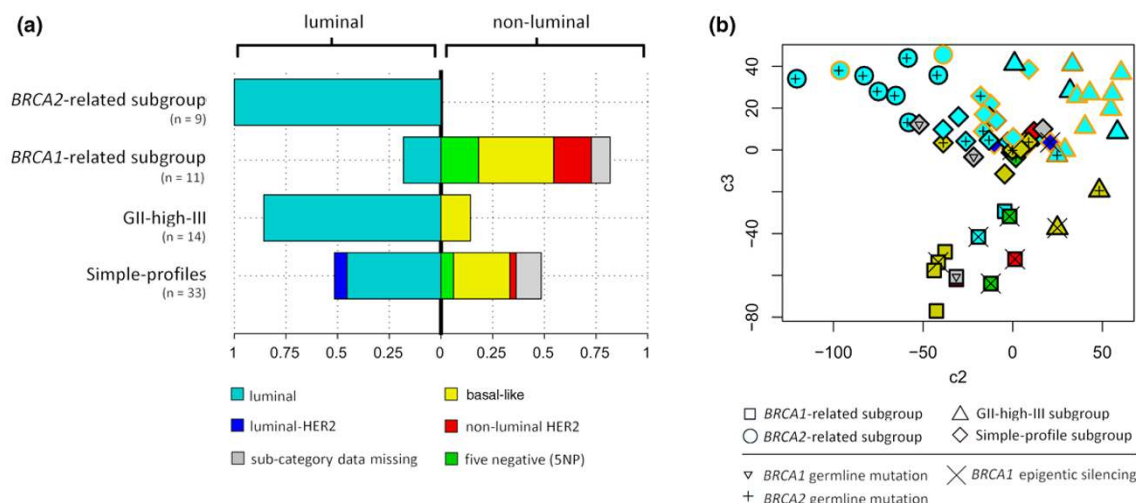 (a)
luminal
non-luminal
BRCA2-related subgroup
(n = 9)
BRCA1-related subgroup
(n = 11)
GII-high-III
(n = 14)
Simple-profiles
(n = 33)
1 0.75 0.5 0.25 0 0.25 0.5 0.75 1
luminal
basal-like
luminal-HER2
non-luminal HER2
sub-category data missing
five negative (5NP)
(b)
40
20
0
−40
−80
c3
−100 −50 0 50
c2
BRCA1-related subgroup
GII-high-III subgroup
BRCA2-related subgroup
Simple-profile subgroup
BRCA1 germline mutation
BRCA1 epigentic silencing
BRCA2 germline mutation